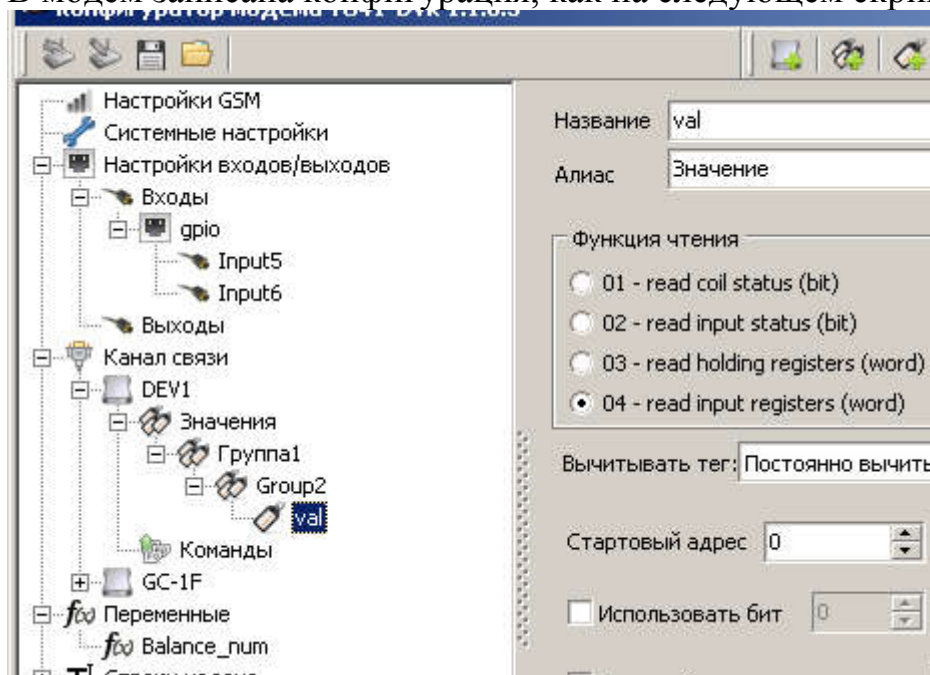 В модем записана конфигурация, как на следующем
Конфигуратор модема
Настройки GSM
Системные настройки
Настройки входов/выходов
Входы
gpio
Input5
Input6
Выходы
Канал связи
DEV1
Значения
Группа1
Group2
val
Команды
GC-1F
f(x) Переменные
f(x) Balance_num
Название val
Алиас Значение
Функция чтения
01 - read coil status (bit)
02 - read input status (bit)
03 - read holding registers (word)
04 - read input registers (word)
Вычитывать тег: Постоянно вычиты
Стартовый адрес 0
Использовать бит 0